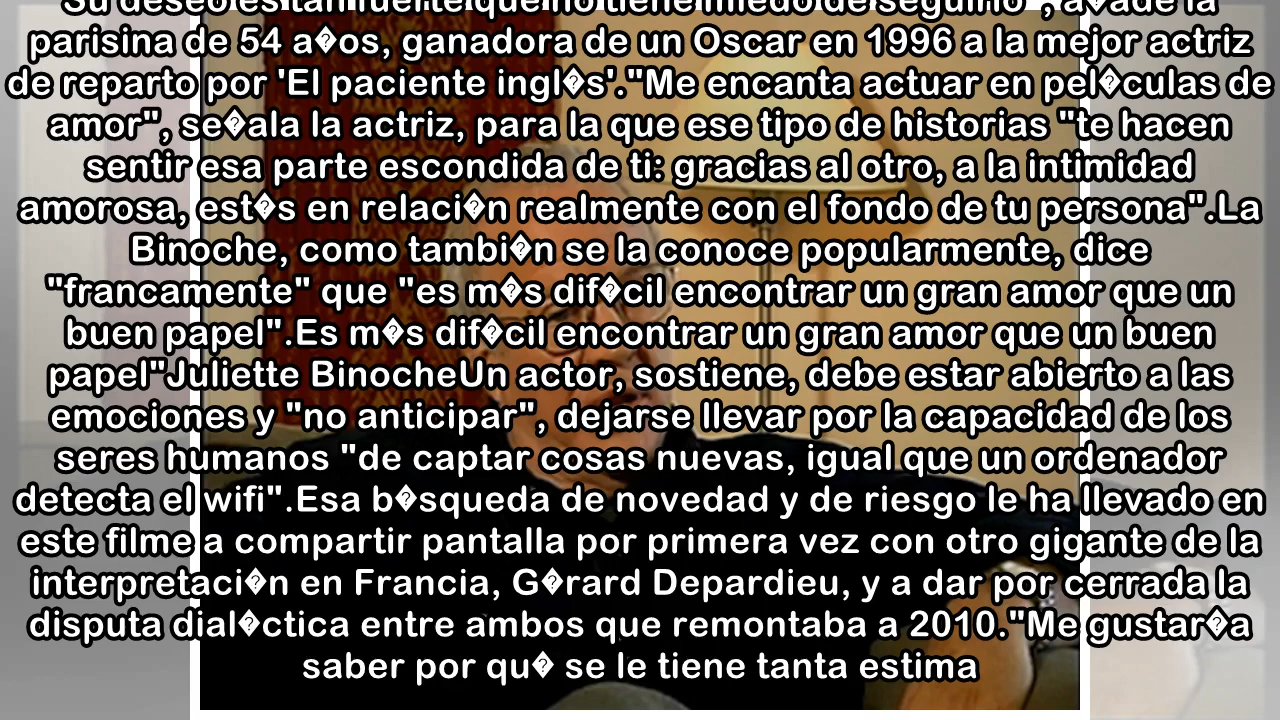 Su deseo es tan fuerte que no tiene miedo de seguirlo", a�ade la
parisina de 54 a�os, ganadora de un Oscar en 1996 a la mejor actriz
de reparto por 'El paciente ingl�s'."Me encanta actuar en pel�culas de
amor", se�ala la actriz, para la que ese tipo de historias "te hacen
sentir esa parte escondida de ti: gracias al otro, a la intimidad
amorosa, est�s en relaci�n realmente con el fondo de tu persona".La
Binoche, como tambi�n se la conoce popularmente, dice
"francamente" que "es m�s dif�cil encontrar un gran amor que un
buen papel".Es m�s dif�cil encontrar un gran amor que un buen
papel"Juliette BinocheUn actor, sostiene, debe estar abierto a las
emociones y "no anticipar", dejarse llevar por la capacidad de los
seres humanos "de captar cosas nuevas, igual que un ordenador
detecta el wifi".Esa b�squeda de novedad y de riesgo le ha llevado en
este filme a compartir pantalla por primera vez con otro gigante de la
interpretaci�n en Francia, G�rard Depardieu, y a dar por cerrada la
disputa dial�ctica entre ambos que remontaba a 2010."Me gustar�a
saber por qu� se le tiene tanta estima